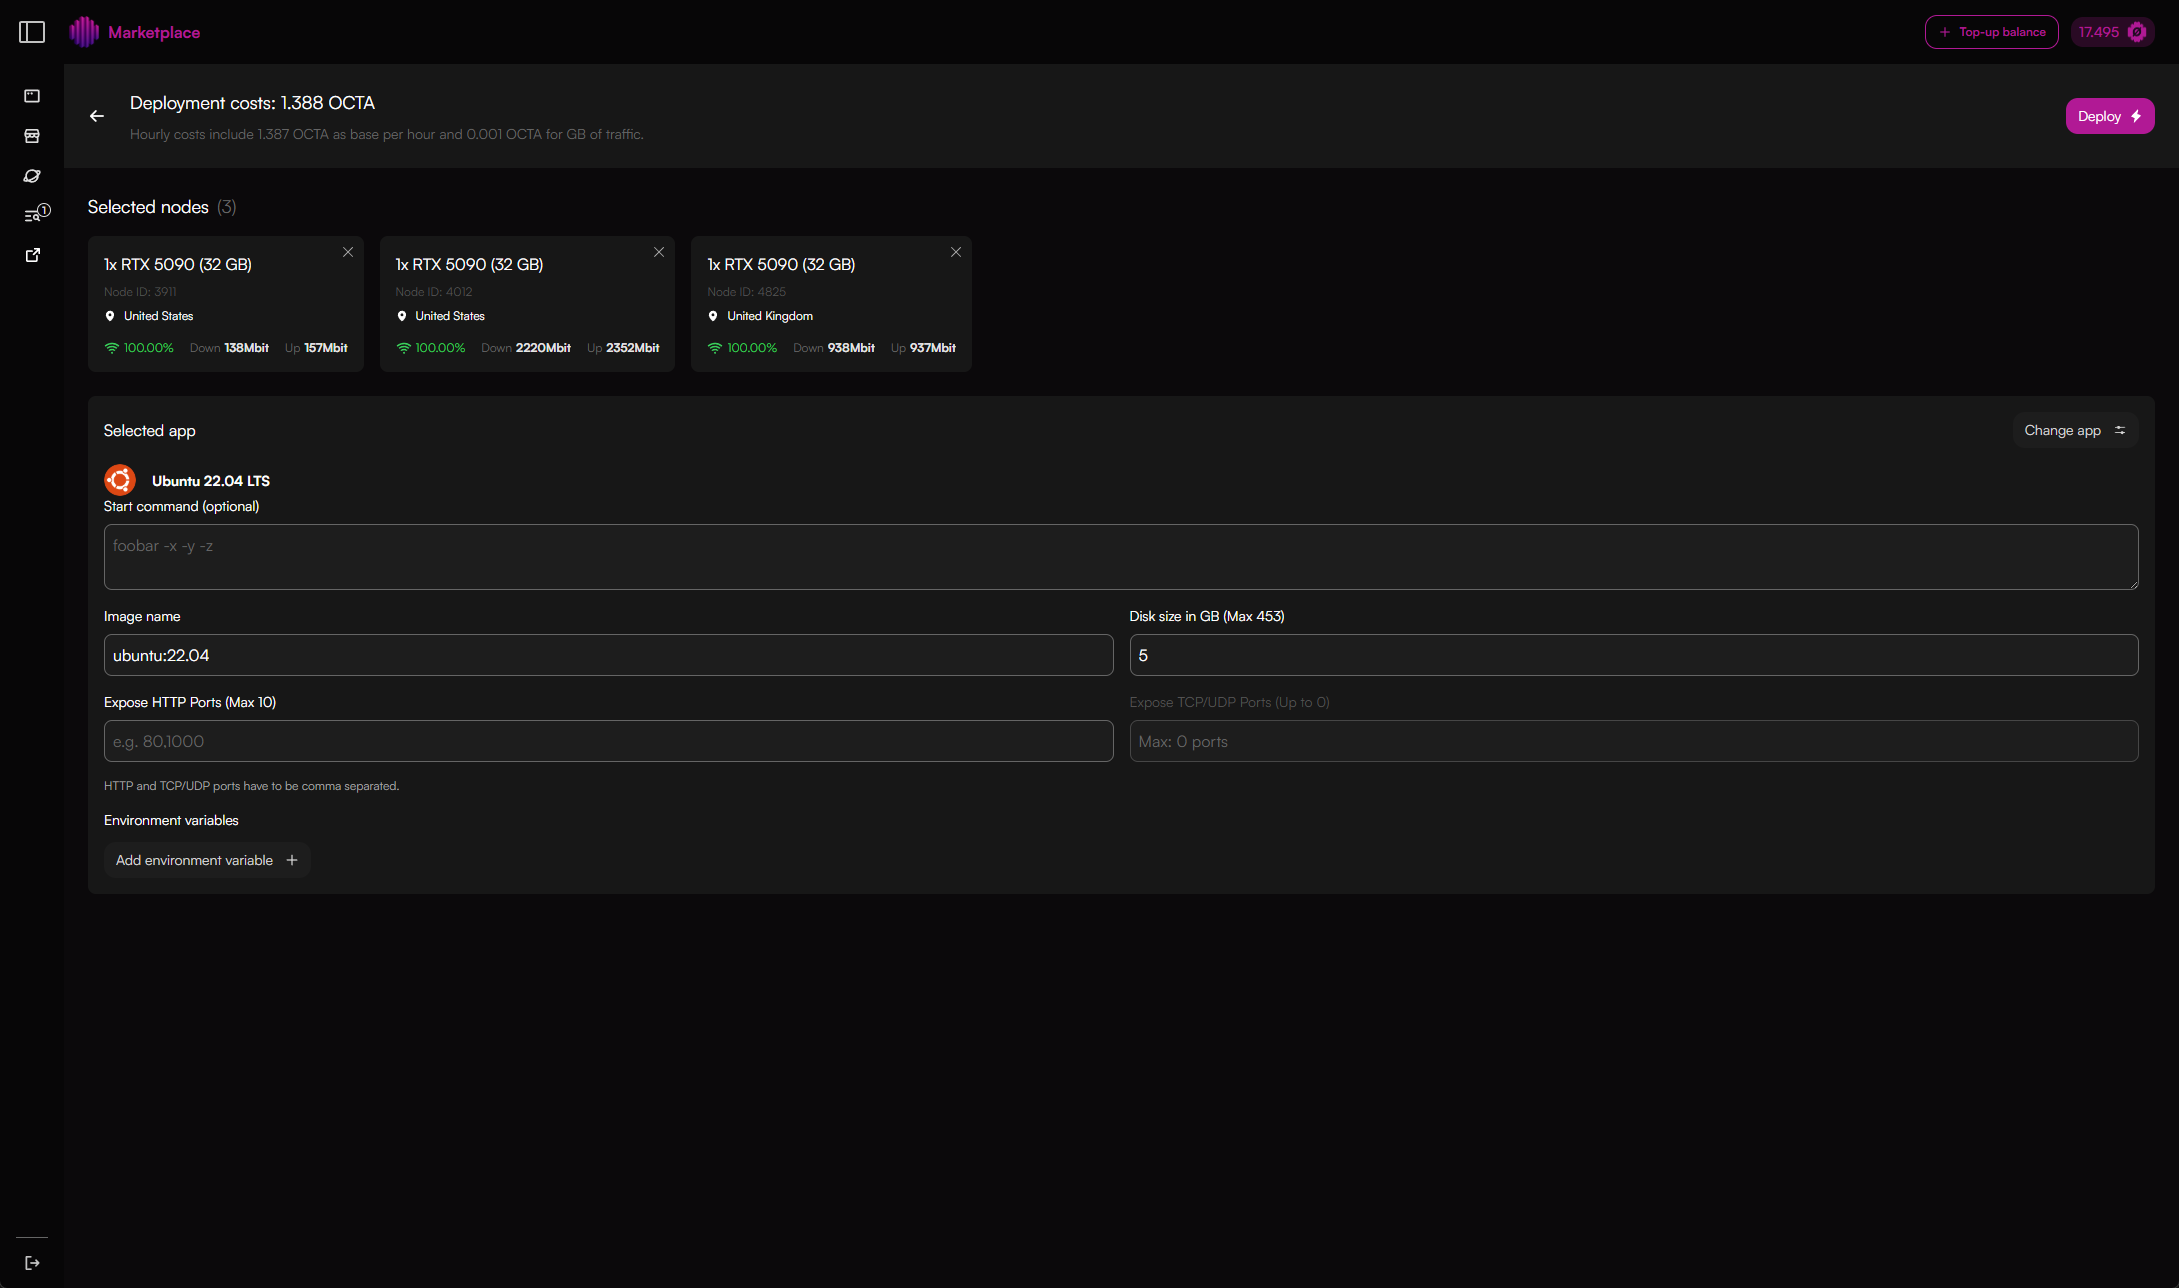 Marketplace
Top-up balance
17.495
Deployment costs: 1.388 OCTA
Hourly costs include 1.387 OCTA as base per hour and 0.001 OCTA for GB of traffic.
Deploy
1
Selected nodes (3)
1x RTX 5090 (32 GB)
Node ID: 3911
United States
100.00% Down 138Mbit Up 157Mbit
1x RTX 5090 (32 GB)
Node ID: 4012
United States
100.00% Down 2220Mbit Up 2352Mbit
1x RTX 5090 (32 GB)
Node ID: 4825
United Kingdom
100.00% Down 938Mbit Up 937Mbit
Selected app
Change app
Ubuntu 22.04 LTS
Start command (optional)
foobar -x -y -z
Image name
ubuntu:22.04
Disk size in GB (Max 453)
5
Expose HTTP Ports (Max 10)
e.g. 80,1000
Expose TCP/UDP Ports (Up to 0)
Max: 0 ports
HTTP and TCP/UDP ports have to be comma separated.
Environment variables
Add environment variable